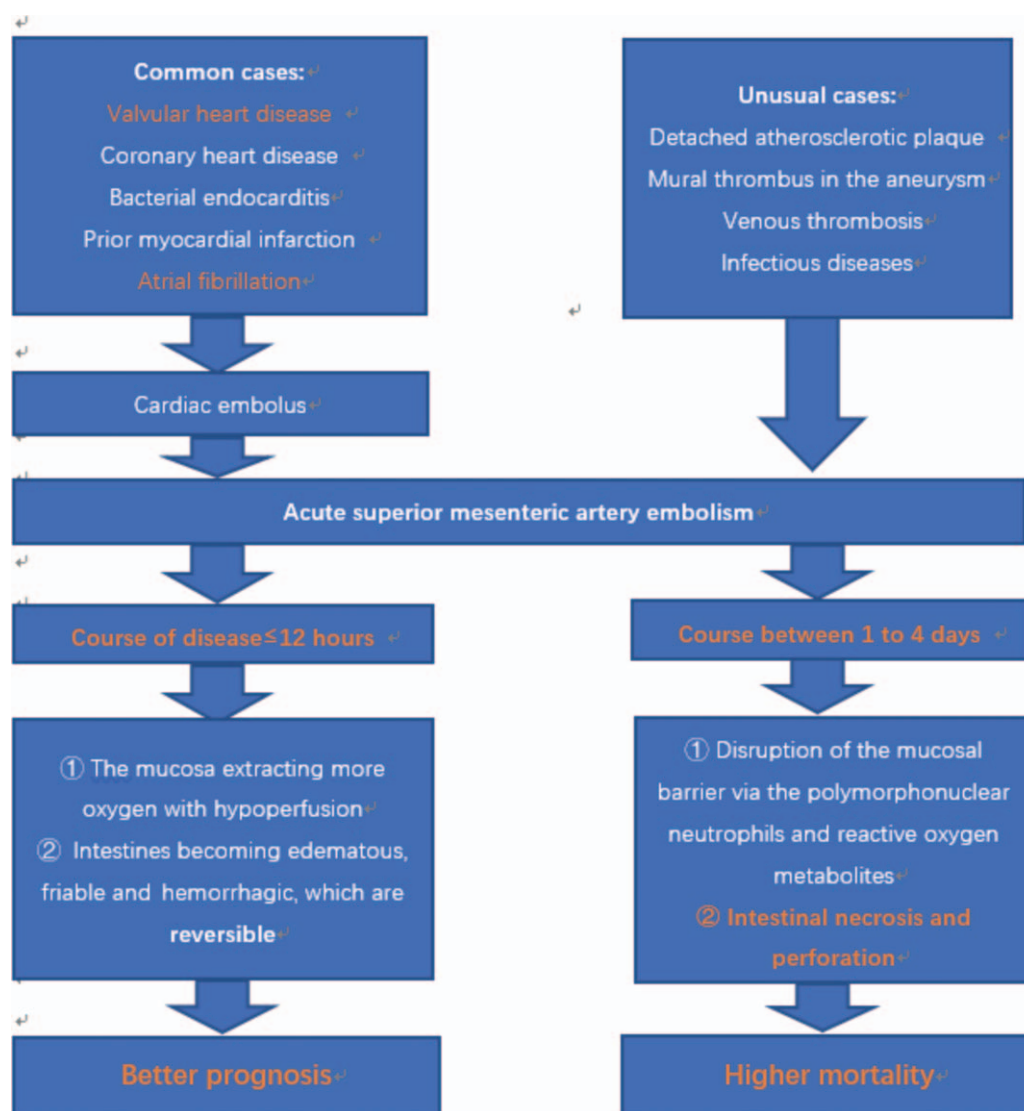 Common cases:
Valvular heart disease
Coronary heart disease
Bacterial endocarditis
Prior myocardial infarction
Atrial fibrillation
Unusual cases:
Detached atherosclerotic plaque
Mural thrombus in the aneurysm
Venous thrombosis
Infectious diseases
Cardiac embolus
Acute superior mesenteric artery embolism
Course of disease≤12 hours
Course between 1 to 4 days
① The mucosa extracting more
oxygen with hypoperfusion
② Intestines becoming edematous,
friable and hemorrhagic, which are
reversible
① Disruption of the mucosal
barrier via the polymorphonuclear
neutrophils and reactive oxygen
metabolites
② Intestinal necrosis and
perforation
Better prognosis
Higher mortality